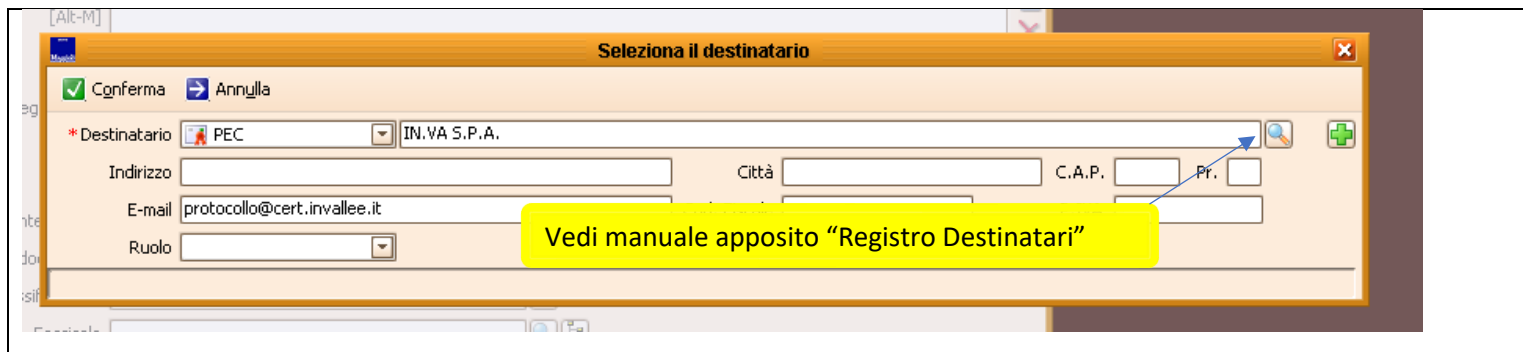 [Alt-M]
Seleziona il destinatario
Conferma Annulla
*Destinatario PEC IN.VA S.P.A.
Indirizzo Città C.A.P. Pr.
E-mail protocollo@cert.invallee.it
Vedi manuale apposito “Registro Destinatari”
Ruolo